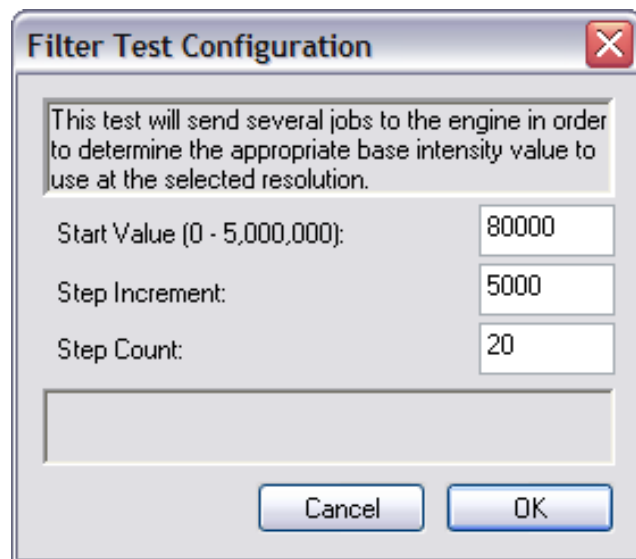 Filter Test Configuration
This test will send several jobs to the engine in order
to determine the appropriate base intensity value to
use at the selected resolution.
Start Value (0 - 5,000,000): 80000
Step Increment: 5000
Step Count: 20
Cancel OK